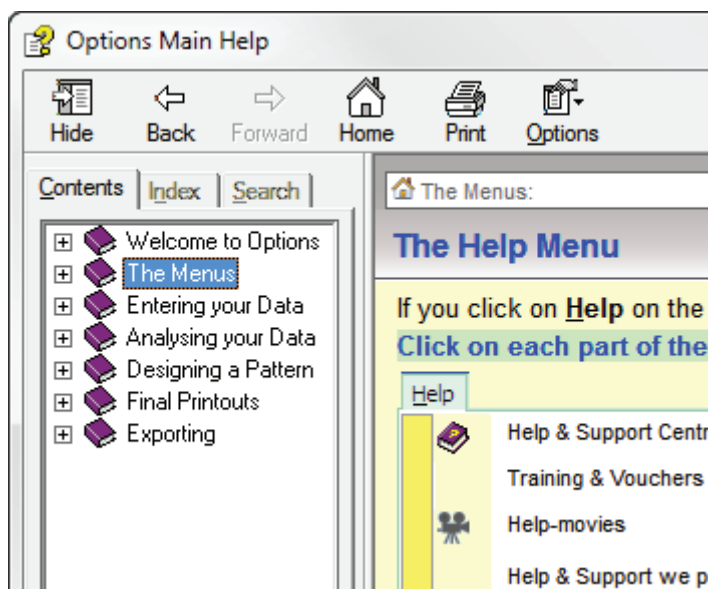 Options Main Help
Hide Back Forward Home Print Options
Contents Index Search
Welcome to Options
The Menus
Entering your Data
Analysing your Data
Designing a Pattern
Final Printouts
Exporting
The Menus:
The Help Menu
If you click on Help on the
Click on each part of the
Help
Help & Support Centr
Training & Vouchers
Help-movies
Help & Support we p